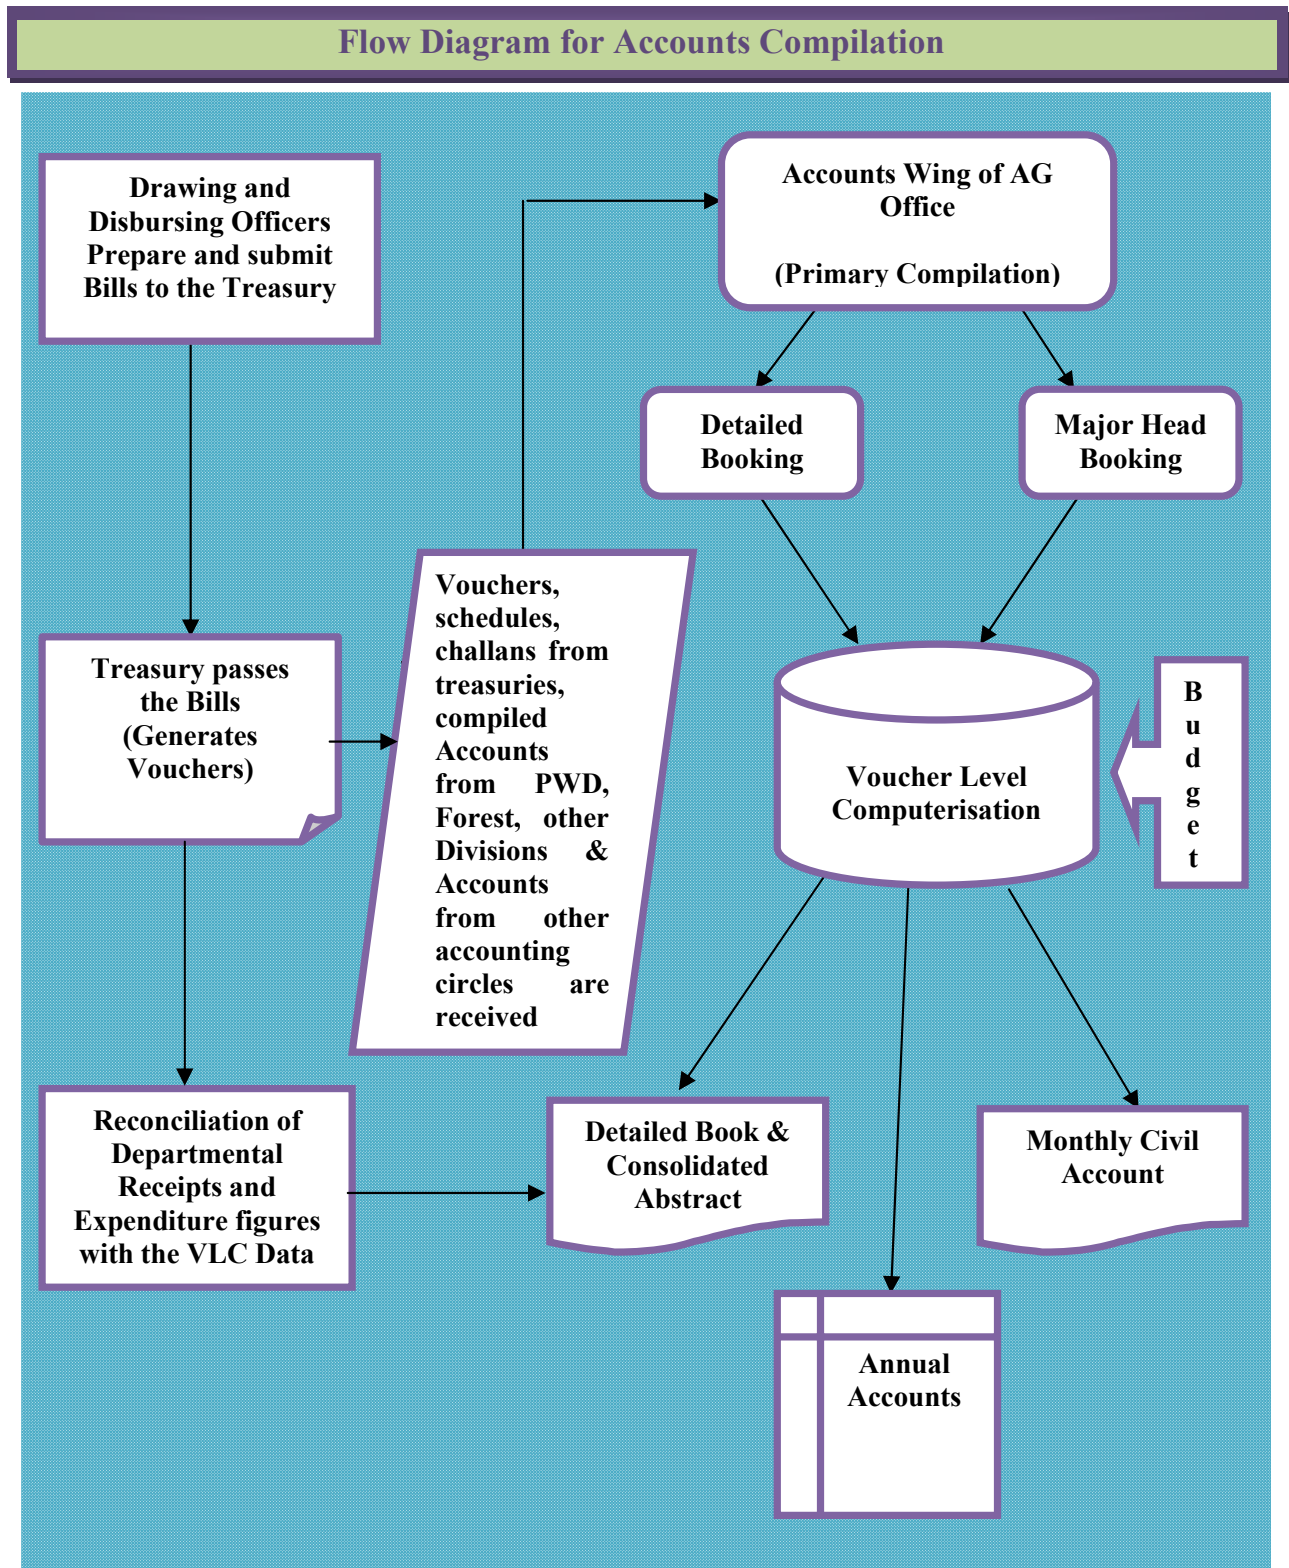 Flow Diagram for Accounts Compilation
Drawing and
Disbursing Officers
Prepare and submit
Bills to the Treasury
Accounts Wing of AG
Office
(Primary Compilation)
Detailed
Booking
Major Head
Booking
Vouchers,
schedules,
challans from
treasuries,
compiled
Accounts
from PWD,
Forest, other
Divisions &
Accounts
from other
accounting
circles are
received
Treasury passes
the Bills
(Generates
Vouchers)
Voucher Level
Computerisation
B
u
d
g
e
t
Reconciliation of
Departmental
Receipts and
Expenditure figures
with the VLC Data
Detailed Book &
Consolidated
Abstract
Monthly Civil
Account
Annual
Accounts